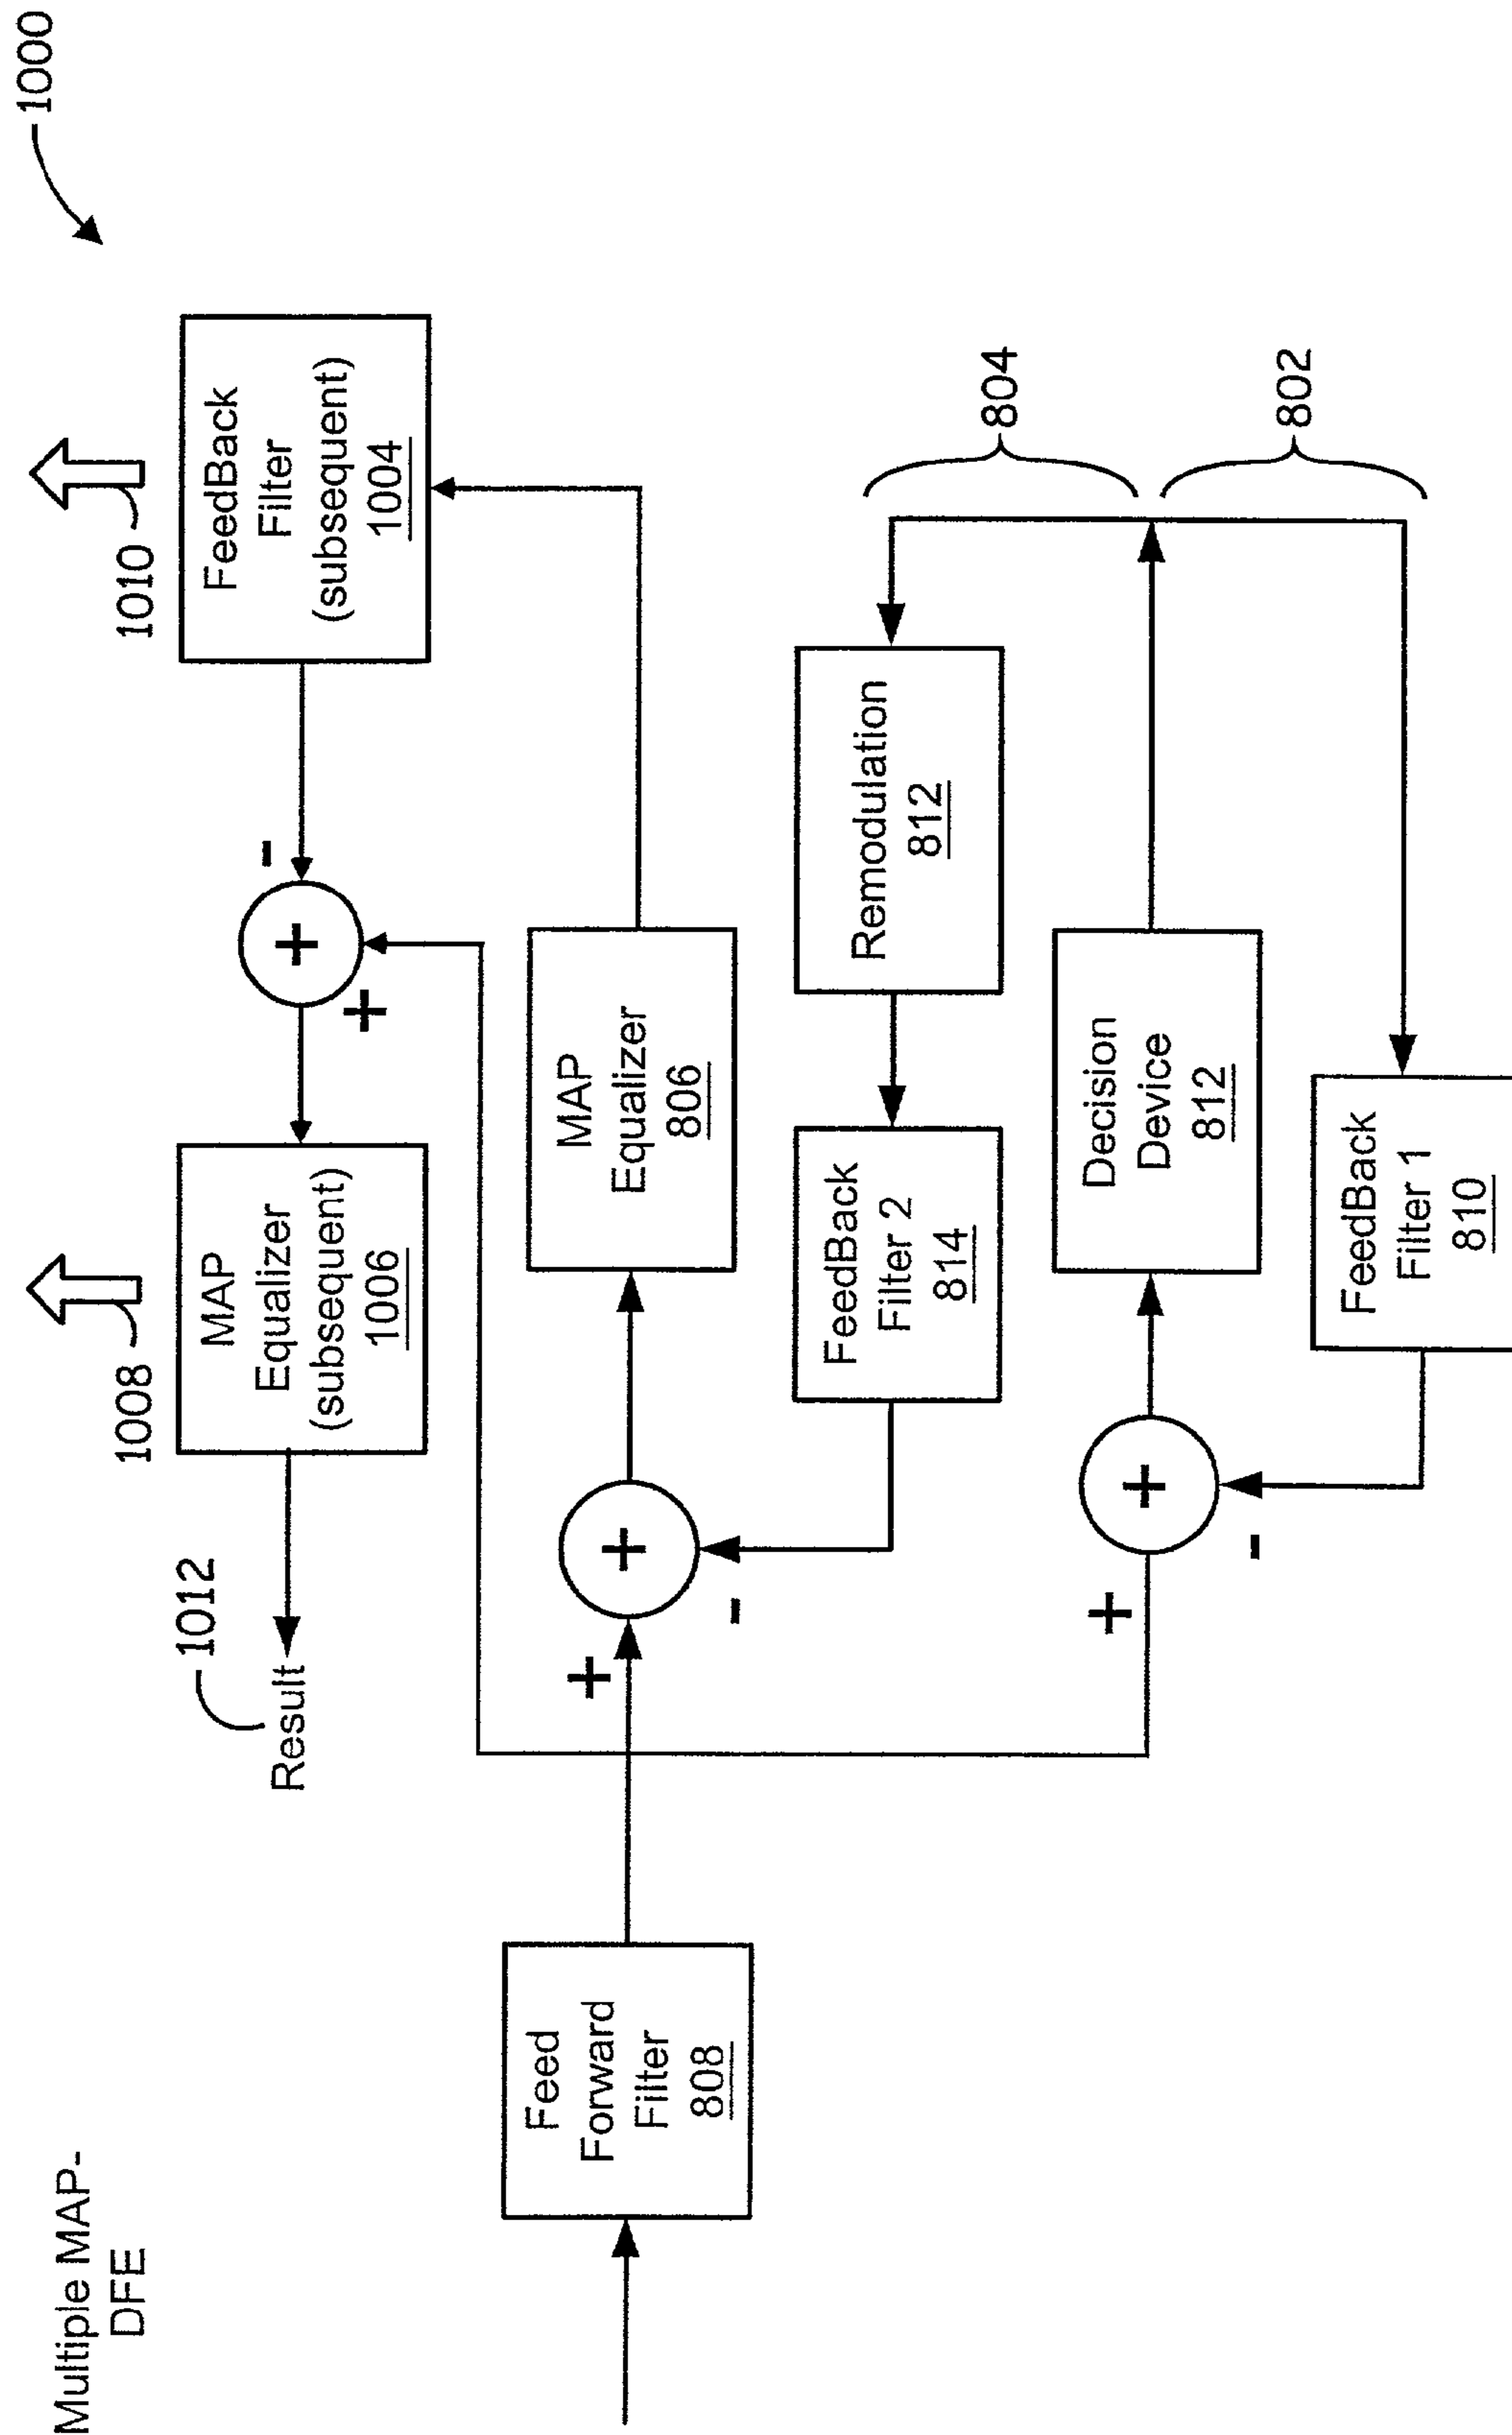 Multiple MAP-
DFE
1000
1008
1010
1012
Result
MAP
Equalizer
(subsequent)
1006
-
+
+
FeedBack
Filter
(subsequent)
1004
Feed
Forward
Filter
808
+
+
-
MAP
Equalizer
806
FeedBack
Filter 2
814
Remodulation
812
804
+
+
-
Decision
Device
812
802
FeedBack
Filter 1
810